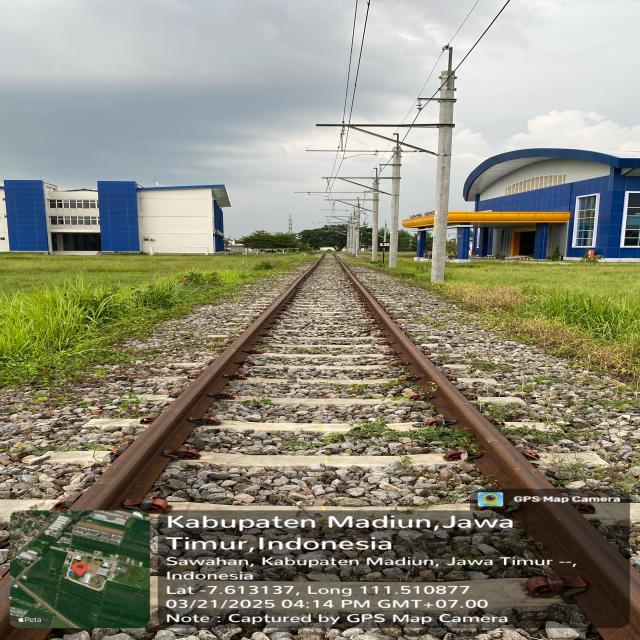 GPS Map Camera
Kabupaten Madiun,Jawa
Timur,Indonesia
Sawahan, Kabupaten Madiun, Jawa Timur --,
Indonesia
Lat -7.613137, Long 111.510877
03/21/2025 04:14 PM GMT+07.00
Note : Captured by GPS Map Camera
Peta